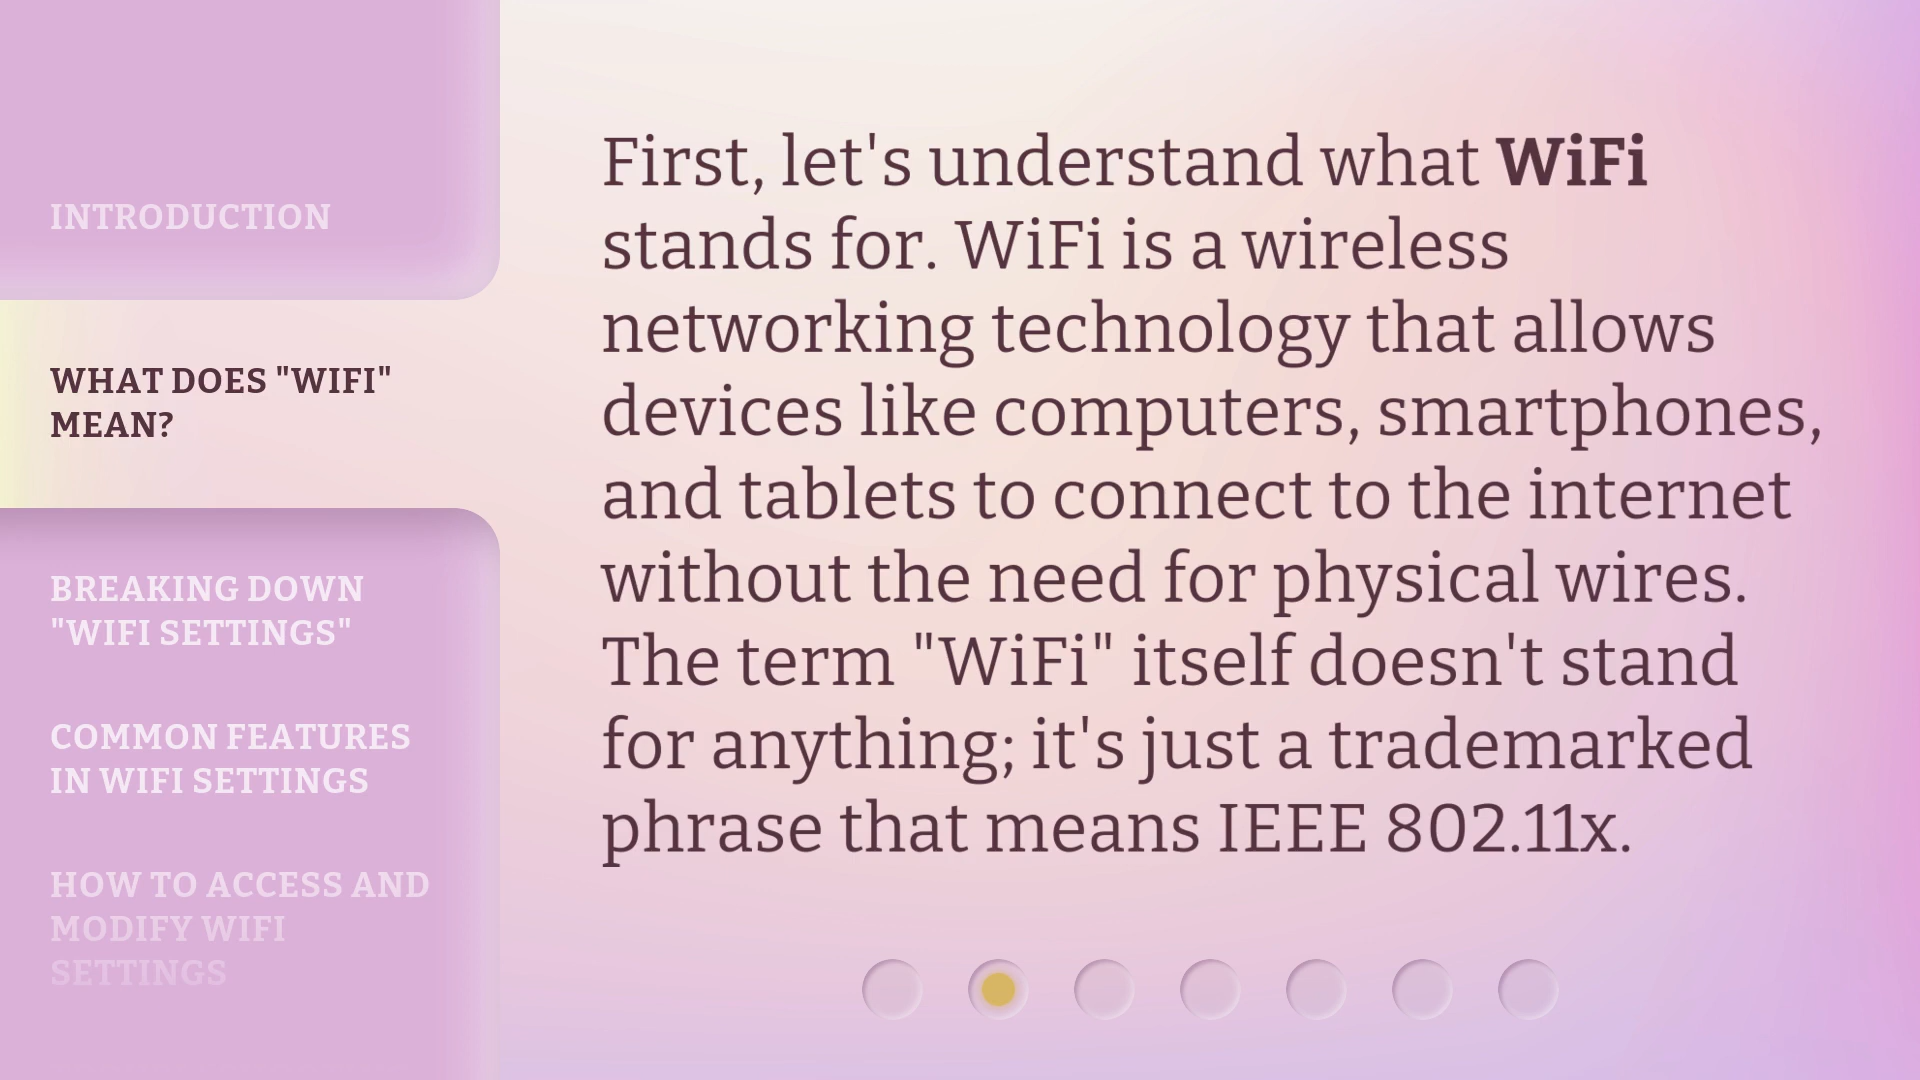 INTRODUCTION
WHAT DOES "WIFI"
MEAN?
BREAKING DOWN
"WIFI SETTINGS"
COMMON FEATURES
IN WIFI SETTINGS
HOW TO ACCESS AND
MODIFY WIFI
SETTINGS
First, let's understand what WiFi
stands for. WiFi is a wireless
networking technology that allows
devices like computers, smartphones,
and tablets to connect to the internet
without the need for physical wires.
The term "WiFi" itself doesn't stand
for anything; it's just a trademarked
phrase that means IEEE 802.11x.